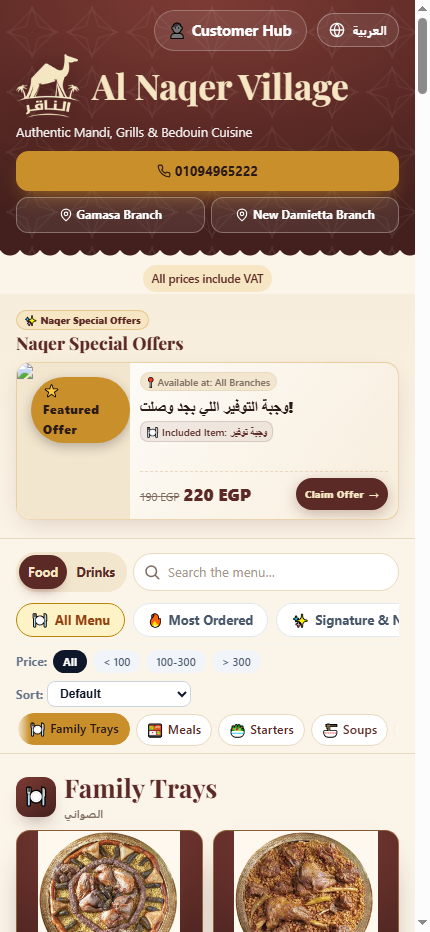 Customer Hub
العربية
الناقر
Al Naqer Village
Authentic Mandi, Grills & Bedouin Cuisine
01094965222
Gamasa Branch
New Damietta Branch
All prices include VAT
Naqer Special Offers
Naqer Special Offers
Featured
Offer
Available at: All Branches
وجبة التوفير اللي بجد وصلت!
Included Item: وجبة توفير
190 EGP 220 EGP
Claim Offer →
Food Drinks
Search the menu...
All Menu
Most Ordered
Signature & N
Price: All < 100 100-300 > 300
Sort: Default
Family Trays
Meals
Starters
Soups
Family Trays
الصواني